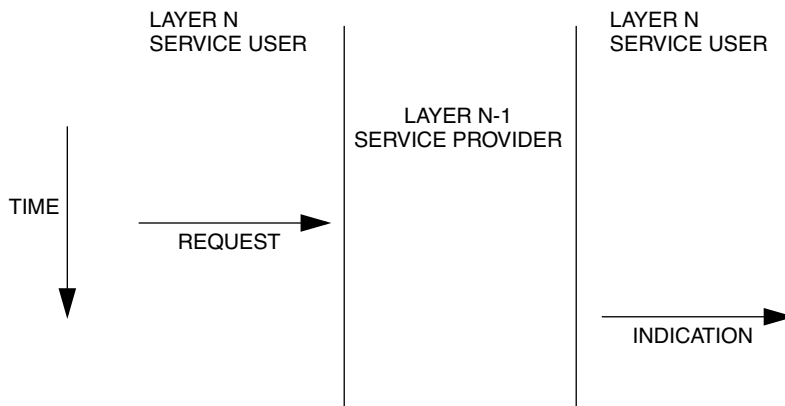 LAYER N
SERVICE USER
LAYER N
SERVICE USER
LAYER N-1
SERVICE PROVIDER
TIME
REQUEST
INDICATION